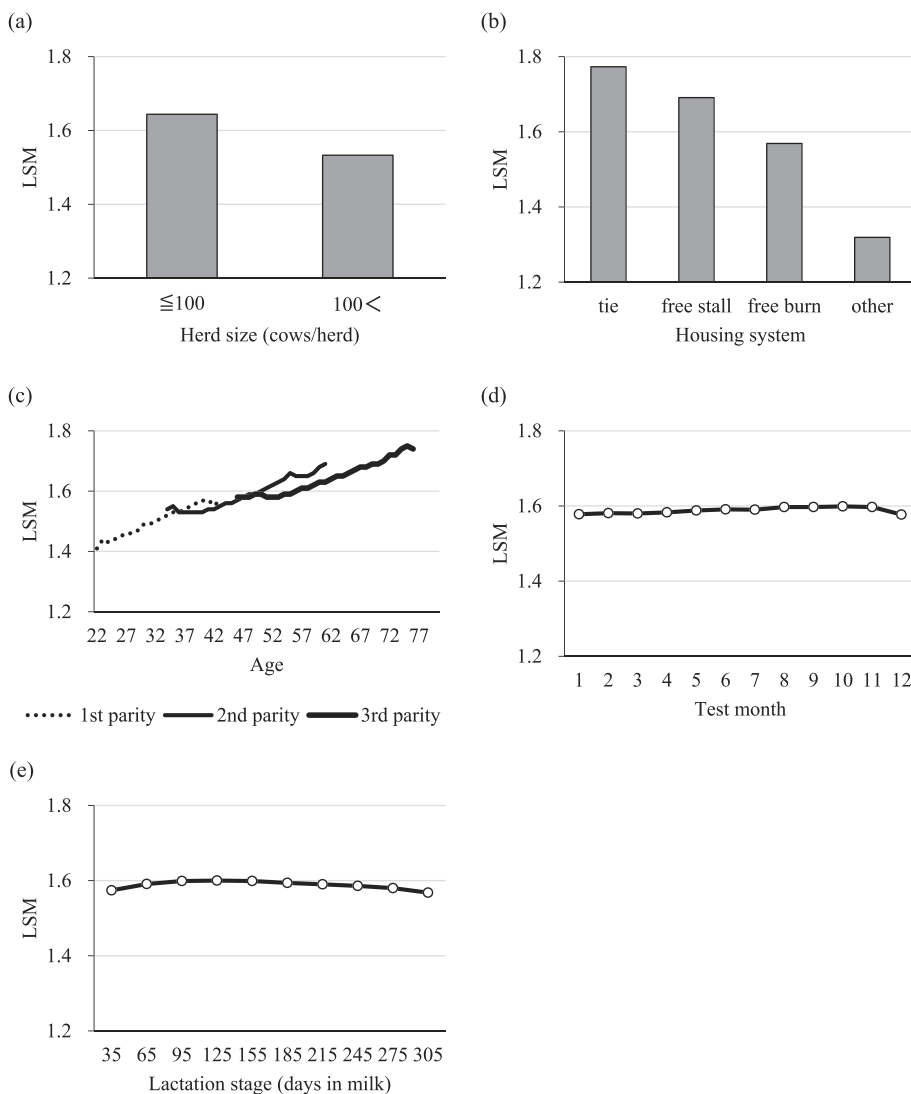 (a)
1.8
1.6
1.4
1.2
LSM
≦100 100<
Herd size (cows/herd)
(b)
1.8
1.6
1.4
1.2
LSM
tie free stall free burn other
Housing system
(c)
1.8
1.6
1.4
1.2
LSM
22 27 32 37 42 47 52 57 62 67 72 77
Age
1st parity 2nd parity 3rd parity
(d)
1.8
1.6
1.4
1.2
LSM
1 2 3 4 5 6 7 8 9 10 11 12
Test month
(e)
1.8
1.6
1.4
1.2
LSM
35 65 95 125 155 185 215 245 275 305
Lactation stage (days in milk)